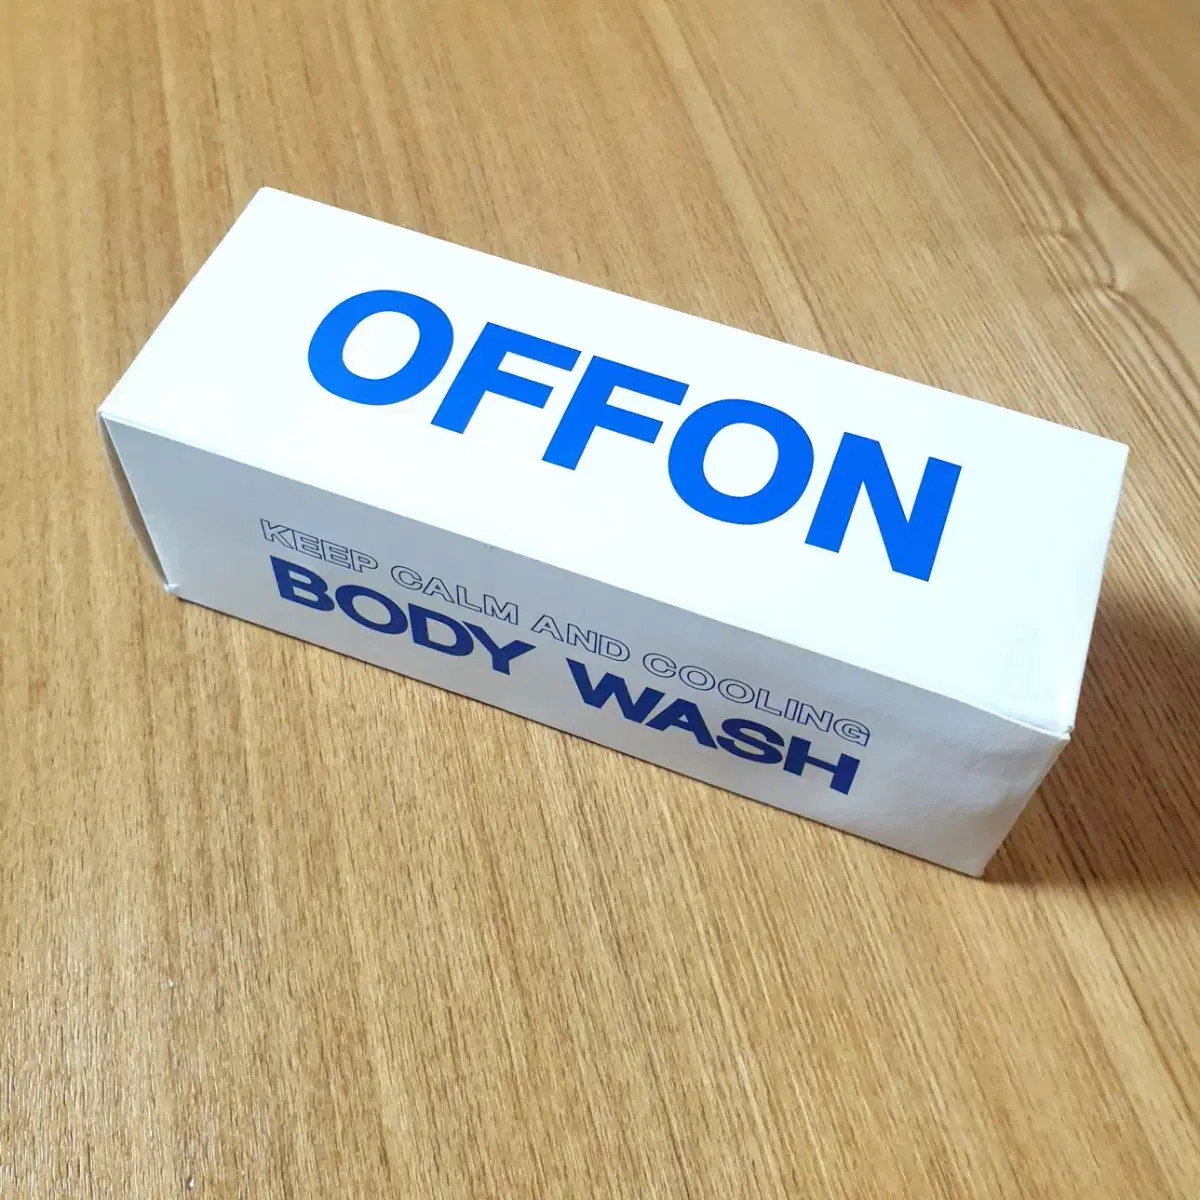 OFFON
KEEP CALM AND COOLING
BODY WASH